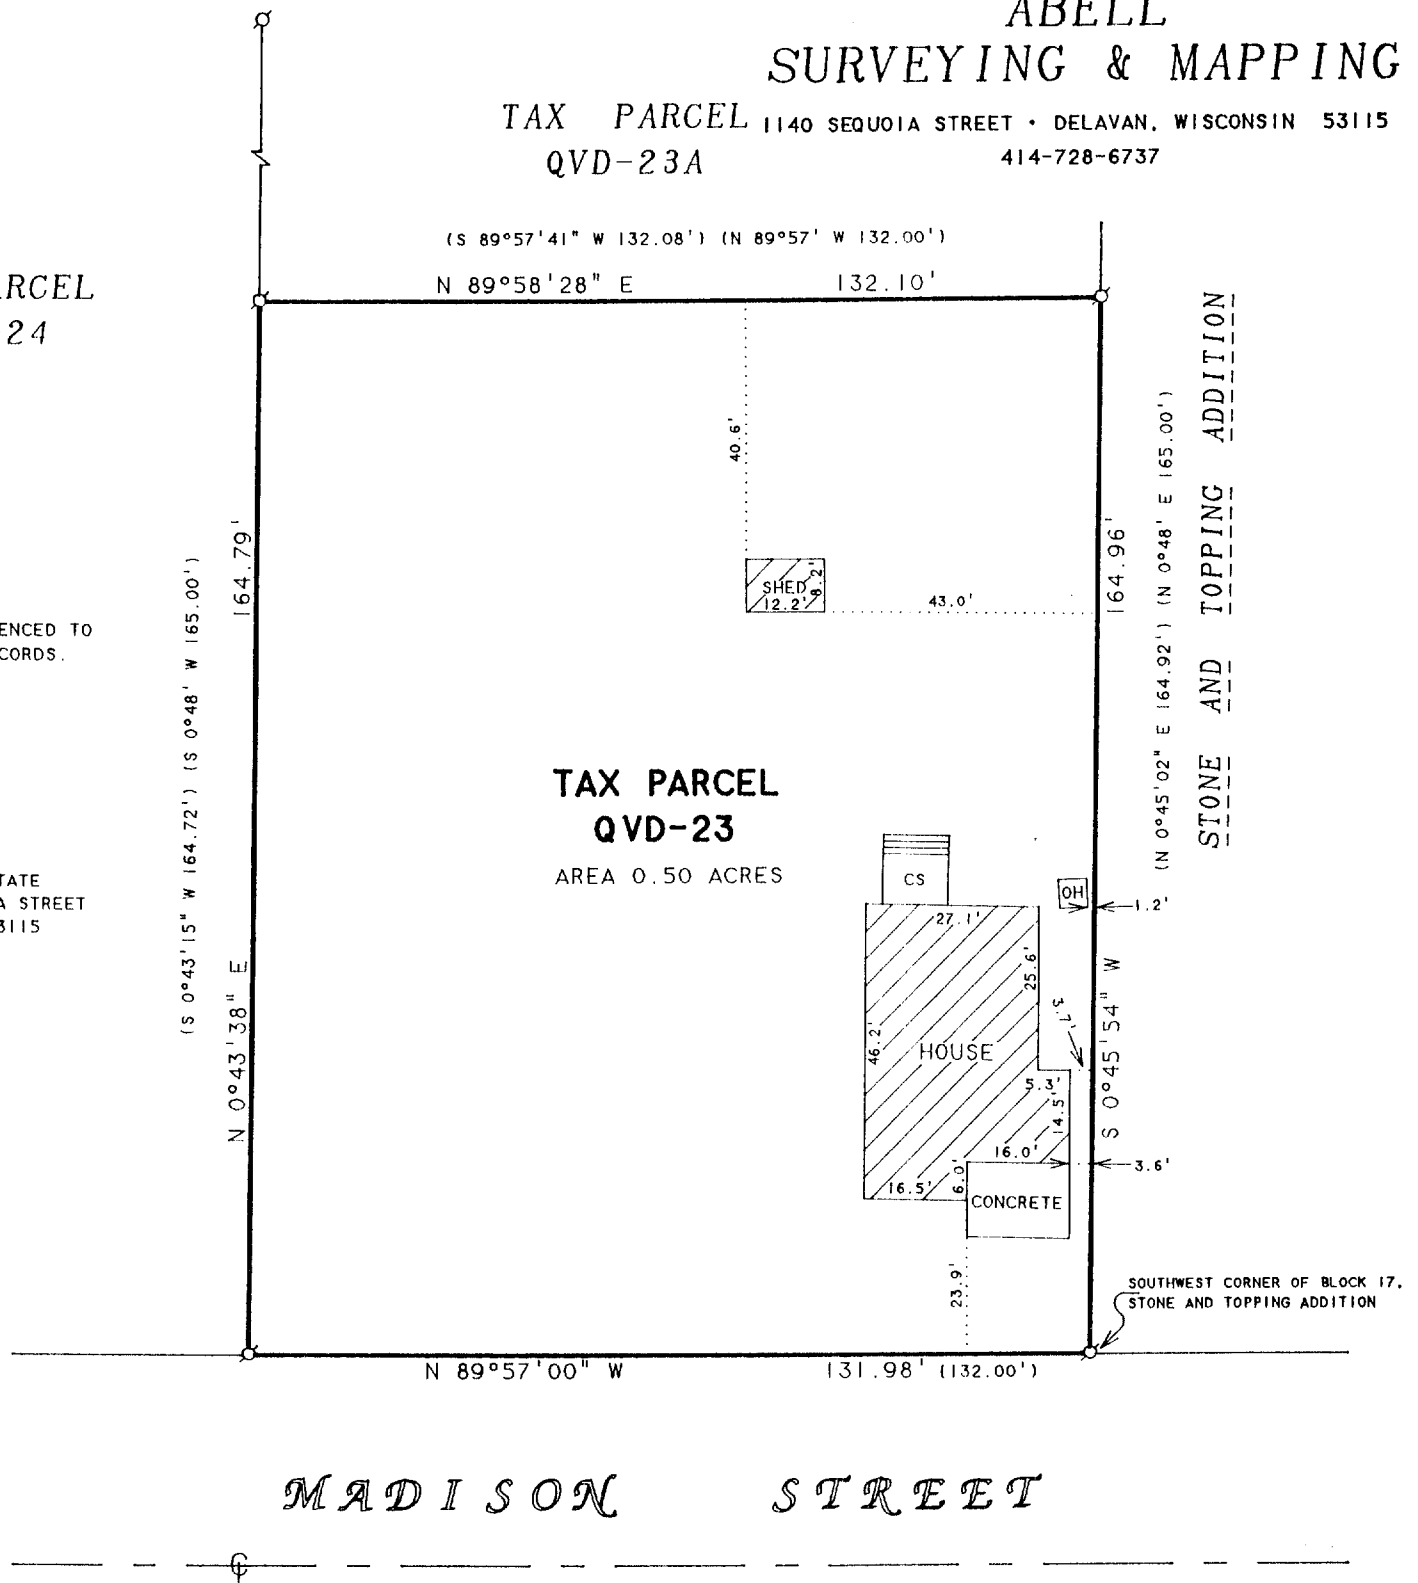 ABELL
SURVEYING & MAPPING
1140 SEQUOIA STREET • DELAVAN, WISCONSIN 53115
414-728-6737
TAX PARCEL
QVD-23A
(S 89°57'41" W 132.08') (N 89°57' W 132.00')
N 89°58'28" E 132.10'
RCEL
24
40.6'
SHED
8.2'
12.2'
43.0'
164.79'
(S 0°43'15" W 164.72') (S 0°48' W 165.00')
N 0°43'38" E
164.96'
S 0°45'54" W
(N 0°45'02" E 164.92') (N 0°48' E 165.00')
STONE AND TOPPING ADDITION
ENCED TO
CORDS.
TAX PARCEL
QVD-23
AREA 0.50 ACRES
TATE
A STREET
3115
CS
OH
1.2'
27.1'
25.6'
3.7'
46.2'
HOUSE
5.3'
14.5'
16.0'
3.6'
16.5'
6.0'
CONCRETE
23.9'
SOUTHWEST CORNER OF BLOCK 17,
STONE AND TOPPING ADDITION
N 89°57'00" W 131.98' (132.00')
MADISON STREET